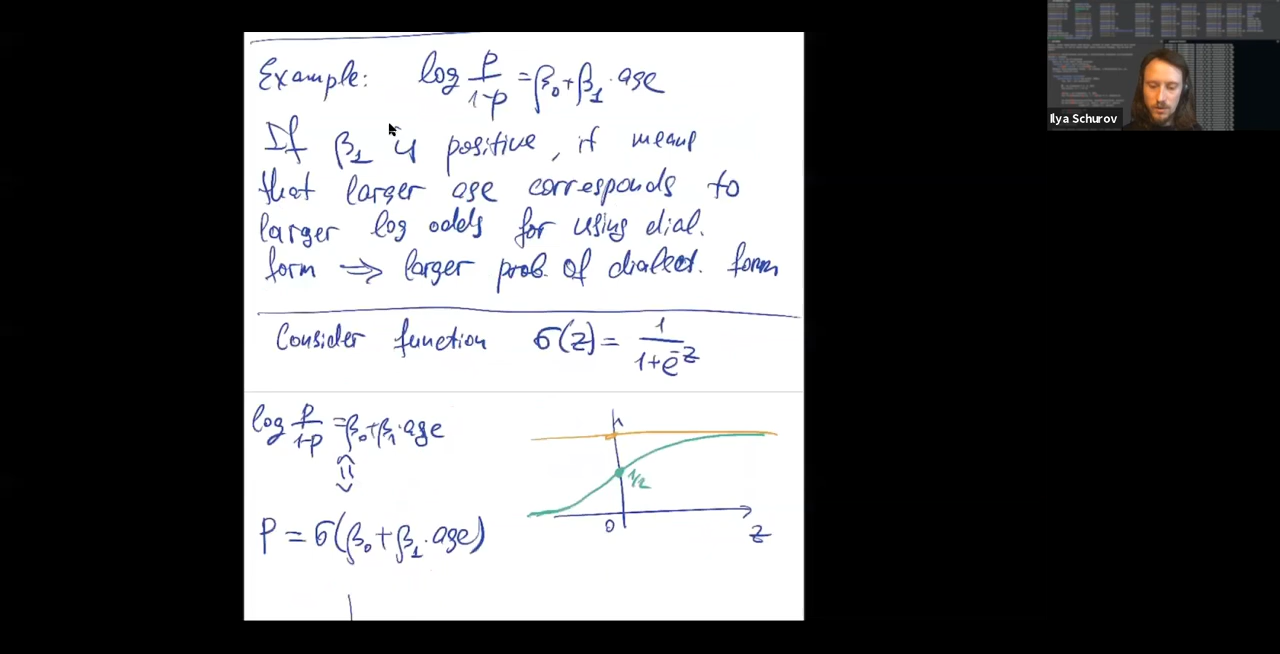 Example: log p/1-p = β₀+β₁·age
If β₁ is positive, it means
that larger age corresponds to
larger log odds for using dial.
form ⇒ larger prob. of dialect. form
Consider function σ(z) = 1/1+e^-z
log p/1-p = β₀+β₁·age
⇕
P = σ(β₀+β₁·age)
1/2
0
z
Ilya Schurov